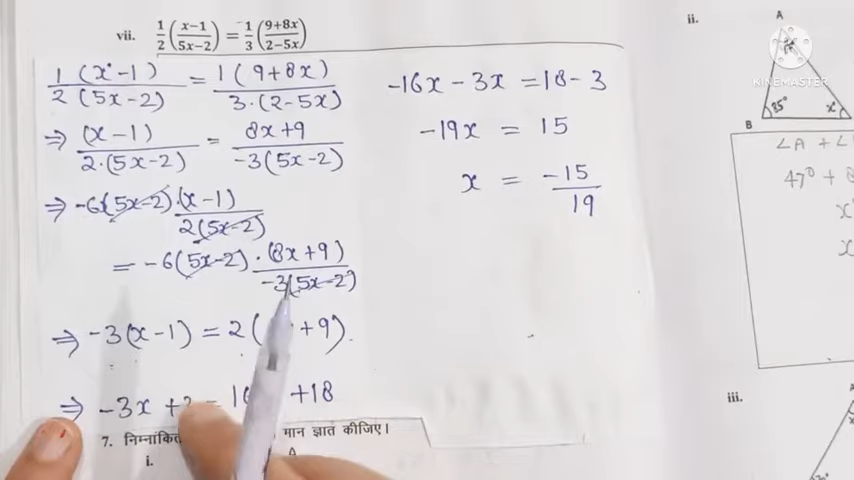 vii. 1/2 (x-1 / 5x-2) = 1/3 (9+8x / 2-5x)
1 (x-1) / 2 (5x-2) = 1 (9+8x) / 3.(2-5x)
⇒ (x-1) / 2.(5x-2) = 8x+9 / -3(5x-2)
⇒ -6(5x-2).(x-1) / 2(5x-2)
= -6(5x-2).(8x+9) / -3(5x-2)
⇒ -3(x-1) = 2( +9).
⇒ -3x + = +18
-16x - 3x = 18 - 3
-19x = 15
x = -15 / 19
7. निम्नांकित मान ज्ञात कीजिए।
i.
A
ii.
A
KINEMASTER
35°
x°
B
∠A + ∠
47° +
x
x
iii.
A